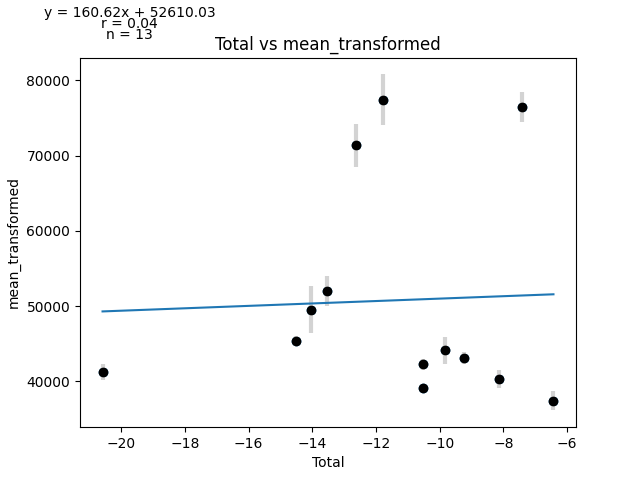 y = 160.62x + 52610.03
r = 0.04
n = 13
Total vs mean_transformed
80000
70000
60000
50000
40000
mean_transformed
−20
−18
−16
−14
−12
−10
−8
−6
Total